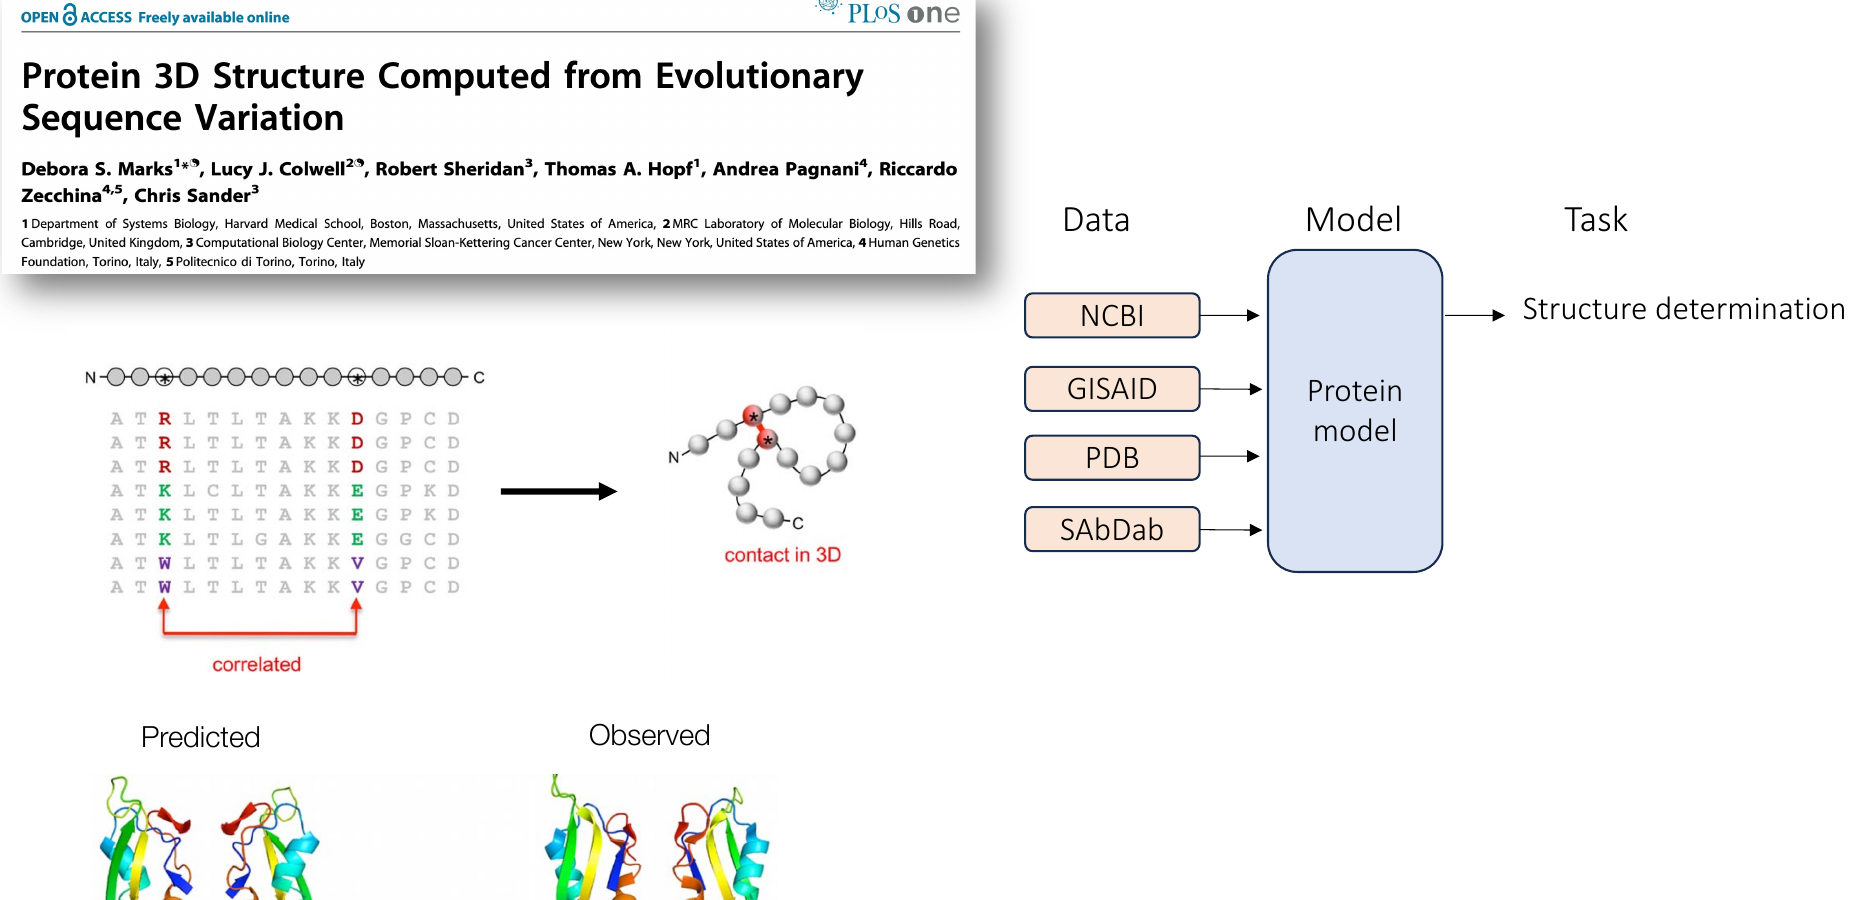 OPEN ACCESS Freely available online
PLoS one
Protein 3D Structure Computed from Evolutionary
Sequence Variation
Debora S. Marks1*, Lucy J. Colwell2, Robert Sheridan3, Thomas A. Hopf1, Andrea Pagnani4, Riccardo
Zecchina4,5, Chris Sander3
1 Department of Systems Biology, Harvard Medical School, Boston, Massachusetts, United States of America, 2 MRC Laboratory of Molecular Biology, Hills Road,
Cambridge, United Kingdom, 3 Computational Biology Center, Memorial Sloan-Kettering Cancer Center, New York, New York, United States of America, 4 Human Genetics
Foundation, Torino, Italy, 5 Politecnico di Torino, Torino, Italy
N * * C
A T R L T L T A K K D G P C D
A T R L T L T A K K D G P C D
A T R L T L T A K K D G P C D
A T K L C L T A K K E G P K D
A T K L T L T A K K E G P K D
A T K L T L G A K K E G G C D
A T W L T L T A K K V G P C D
A T W L T L T A K K V G P C D
correlated
N * * C
contact in 3D
Predicted
Observed
Data
Model
Task
NCBI
GISAID
PDB
SAbDab
Protein
model
Structure determination